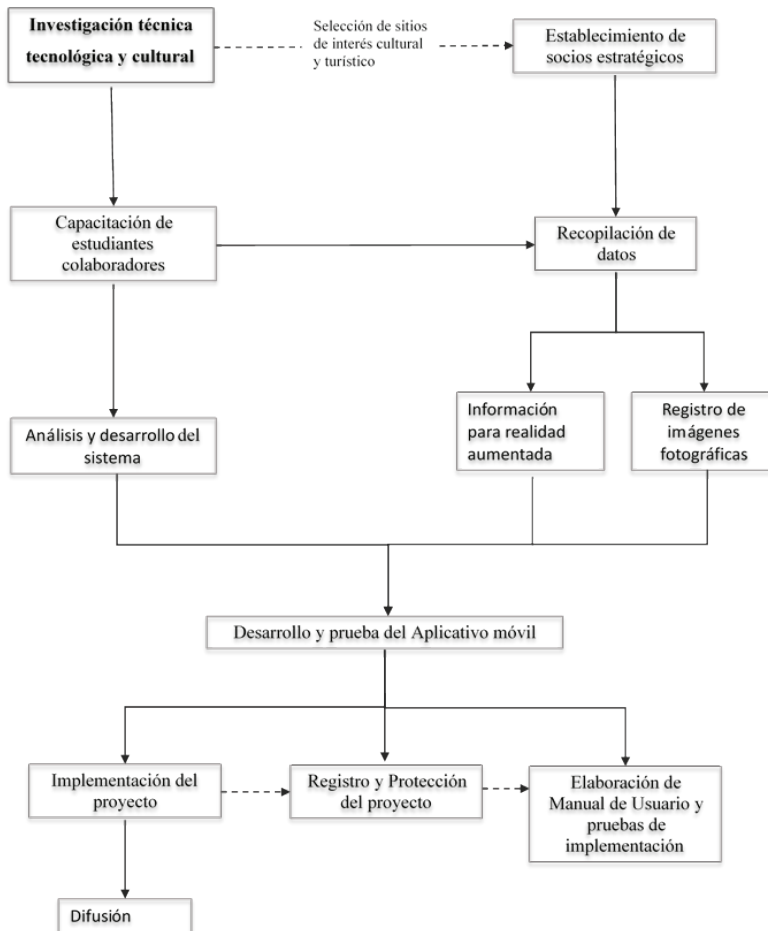 Investigación técnica
tecnológica y cultural
Selección de sitios
de interés cultural
y turístico
Establecimiento de
socios estratégicos
Capacitación de
estudiantes
colaboradores
Recopilación de
datos
Análisis y desarrollo del
sistema
Información
para realidad
aumentada
Registro de
imágenes
fotográficas
Desarrollo y prueba del Aplicativo móvil
Implementación del
proyecto
Registro y Protección
del proyecto
Elaboración de
Manual de Usuario y
pruebas de
implementación
Difusión